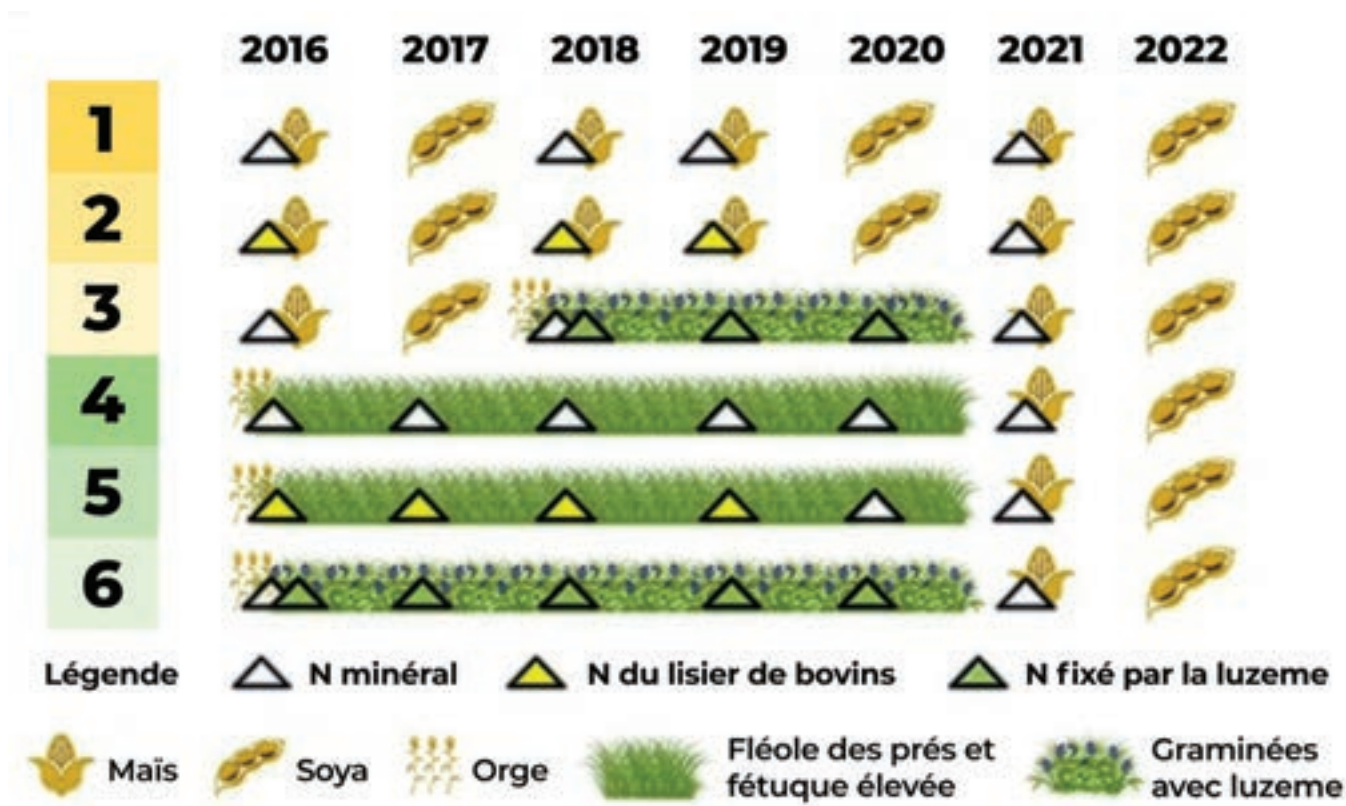 2016 2017 2018 2019 2020 2021 2022
1
2
3
4
5
6
Légende N minéral N du lisier de bovins N fixé par la luzeme
Maïs Soya Orge Fléole des prés et
fétuque élevée Graminées
avec luzeme